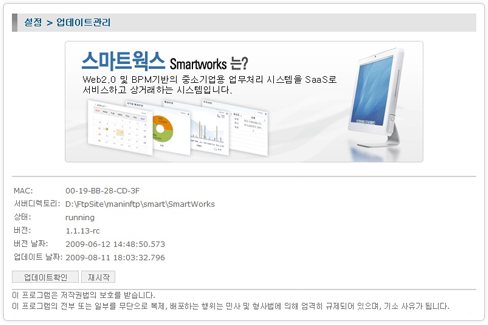 설정 > 업데이트관리
스마트웍스 Smartworks 는?
Web2.0 및 BPM기반의 중소기업용 업무처리 시스템을 SaaS로
서비스하고 상거래하는 시스템입니다.
MAC: 00-19-BB-28-CD-3F
서버디렉토리: D:\FtpSite\maninftp\smart\SmartWorks
상태: running
버전: 1.1.13-rc
버전 날짜: 2009-06-12 14:48:50.573
업데이트 날짜: 2009-08-11 18:03:32.796
업데이트확인 재시작
이 프로그램은 저작권법의 보호를 받습니다.
이 프로그램의 전부 또는 일부를 무단으로 복제, 배포하는 행위는 민사 및 형사법에 의해 엄격히 규제되어 있으며, 기소 사유가 됩니다.